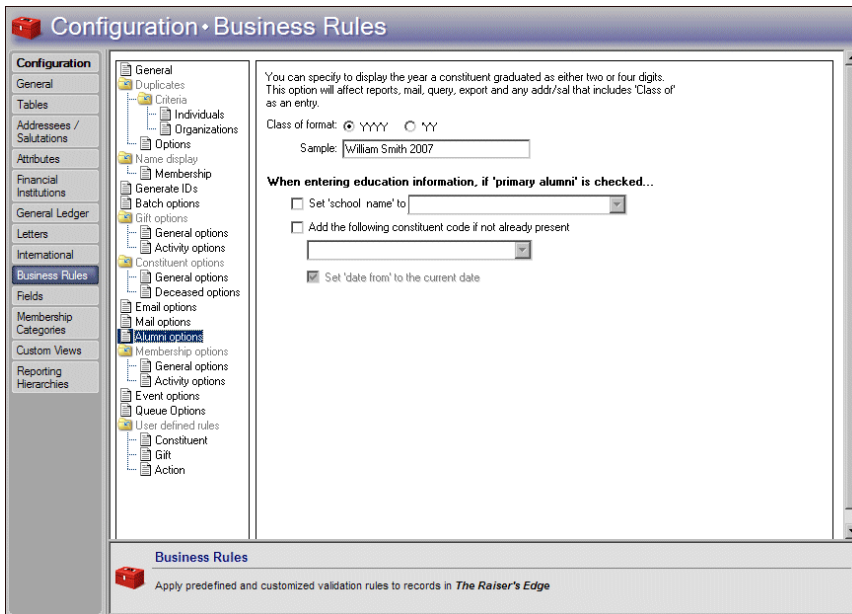 Configuration • Business Rules
Configuration
General
Tables
Addressees /
Salutations
Attributes
Financial
Institutions
General Ledger
Letters
International
Business Rules
Fields
Membership
Categories
Custom Views
Reporting
Hierarchies
General
Duplicates
Criteria
Individuals
Organizations
Options
Name display
Membership
Generate IDs
Batch options
Gift options
General options
Activity options
Constituent options
General options
Deceased options
Email options
Mail options
Alumni options
Membership options
General options
Activity options
Event options
Queue Options
User defined rules
Constituent
Gift
Action
You can specify to display the year a constituent graduated as either two or four digits.
This option will affect reports, mail, query, export and any addr/sal that includes 'Class of'
as an entry.
Class of format: YYYY YY
Sample: William Smith 2007
When entering education information, if 'primary alumni' is checked...
Set 'school name' to
Add the following constituent code if not already present
Set 'date from' to the current date
Business Rules
Apply predefined and customized validation rules to records in The Raiser's Edge